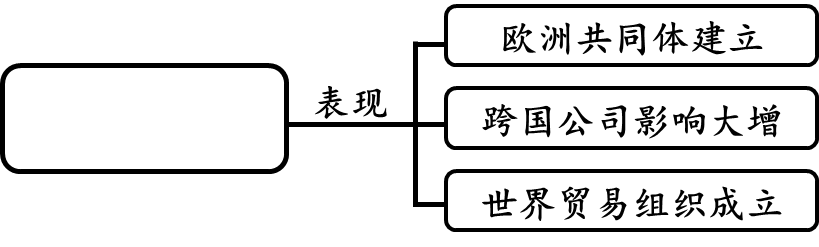 欧洲共同体建立
表现
跨国公司影响大增
世界贸易组织成立